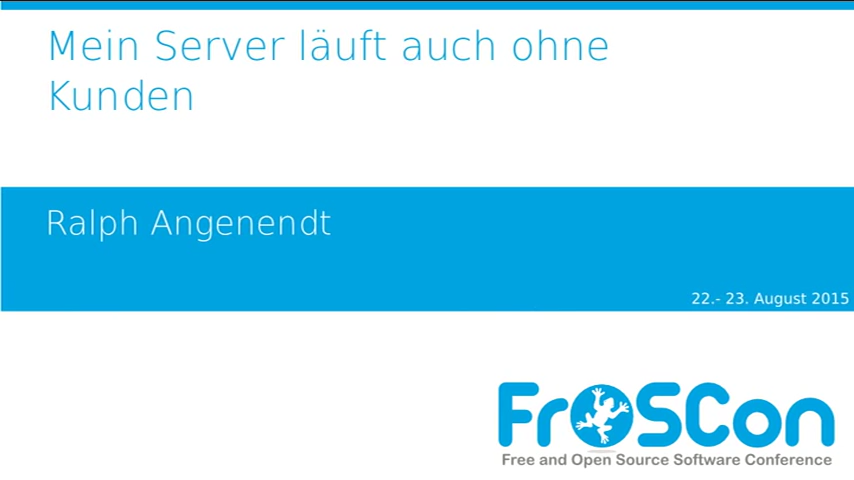 Mein Server läuft auch ohne
Kunden
Ralph Angenendt
22.- 23. August 2015
FrOSCon
Free and Open Source Software Conference